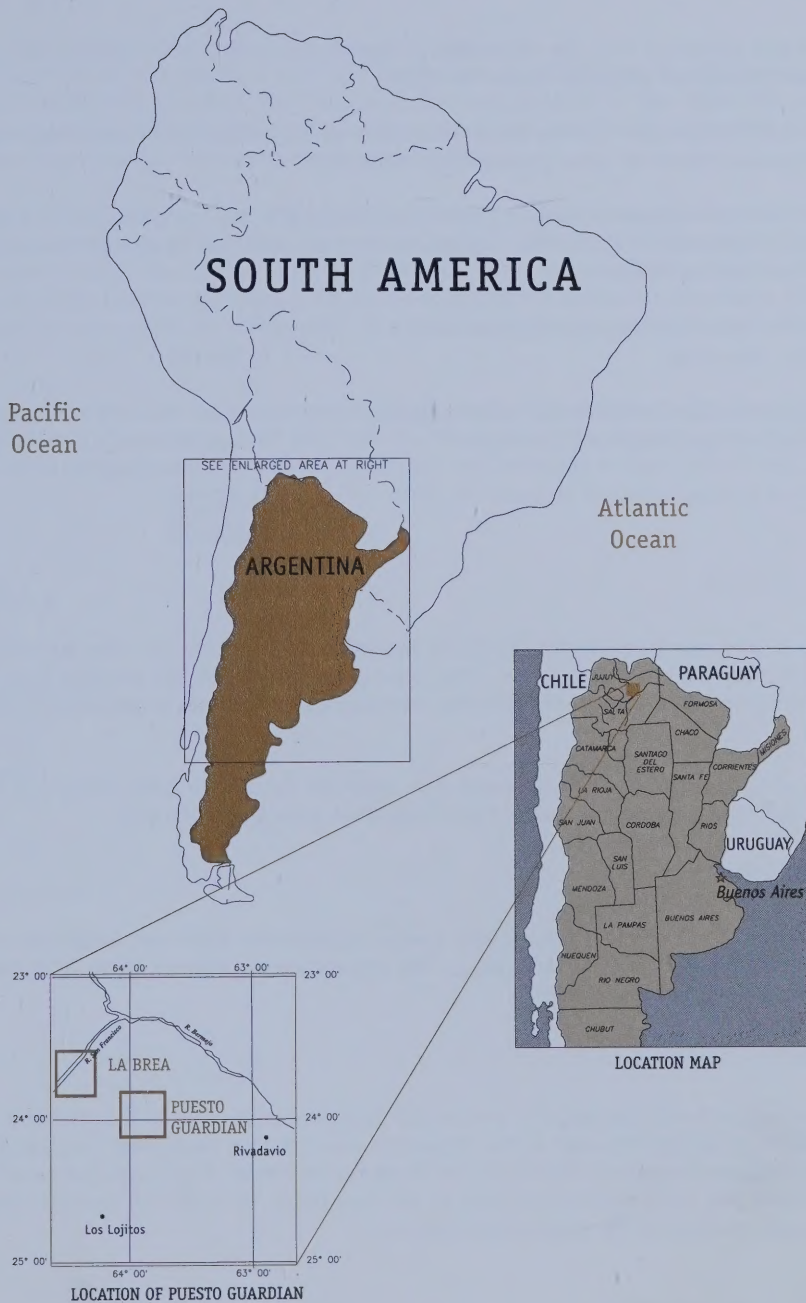 SOUTH AMERICA
Pacific
Ocean
SEE ENLARGED AREA AT RIGHT
ARGENTINA
Atlantic
Ocean
CHILE
PARAGUAY
JUJUY
SALTA
FORMOSA
CHACO
CATAMARCA
SANTIAGO
DEL
ESTERO
MISIONES
CORRIENTES
SANTA FE
LA RIOJA
SAN JUAN
CORDOBA
RIOS
URUGUAY
SAN
LUIS
Buenos Aires
MENDOZA
BUENOS AIRES
LA PAMPAS
HUEQUEN
RIO NEGRO
CHUBUT
LOCATION MAP
64° 00' 63° 00'
23° 00' 23° 00'
R. San Francisco
R. Bermejo
LA BREA
PUESTO
GUARDIAN
24° 00' 24° 00'
Rivadavio
Los Lojitos
25° 00' 25° 00'
64° 00' 63° 00'
LOCATION OF PUESTO GUARDIAN